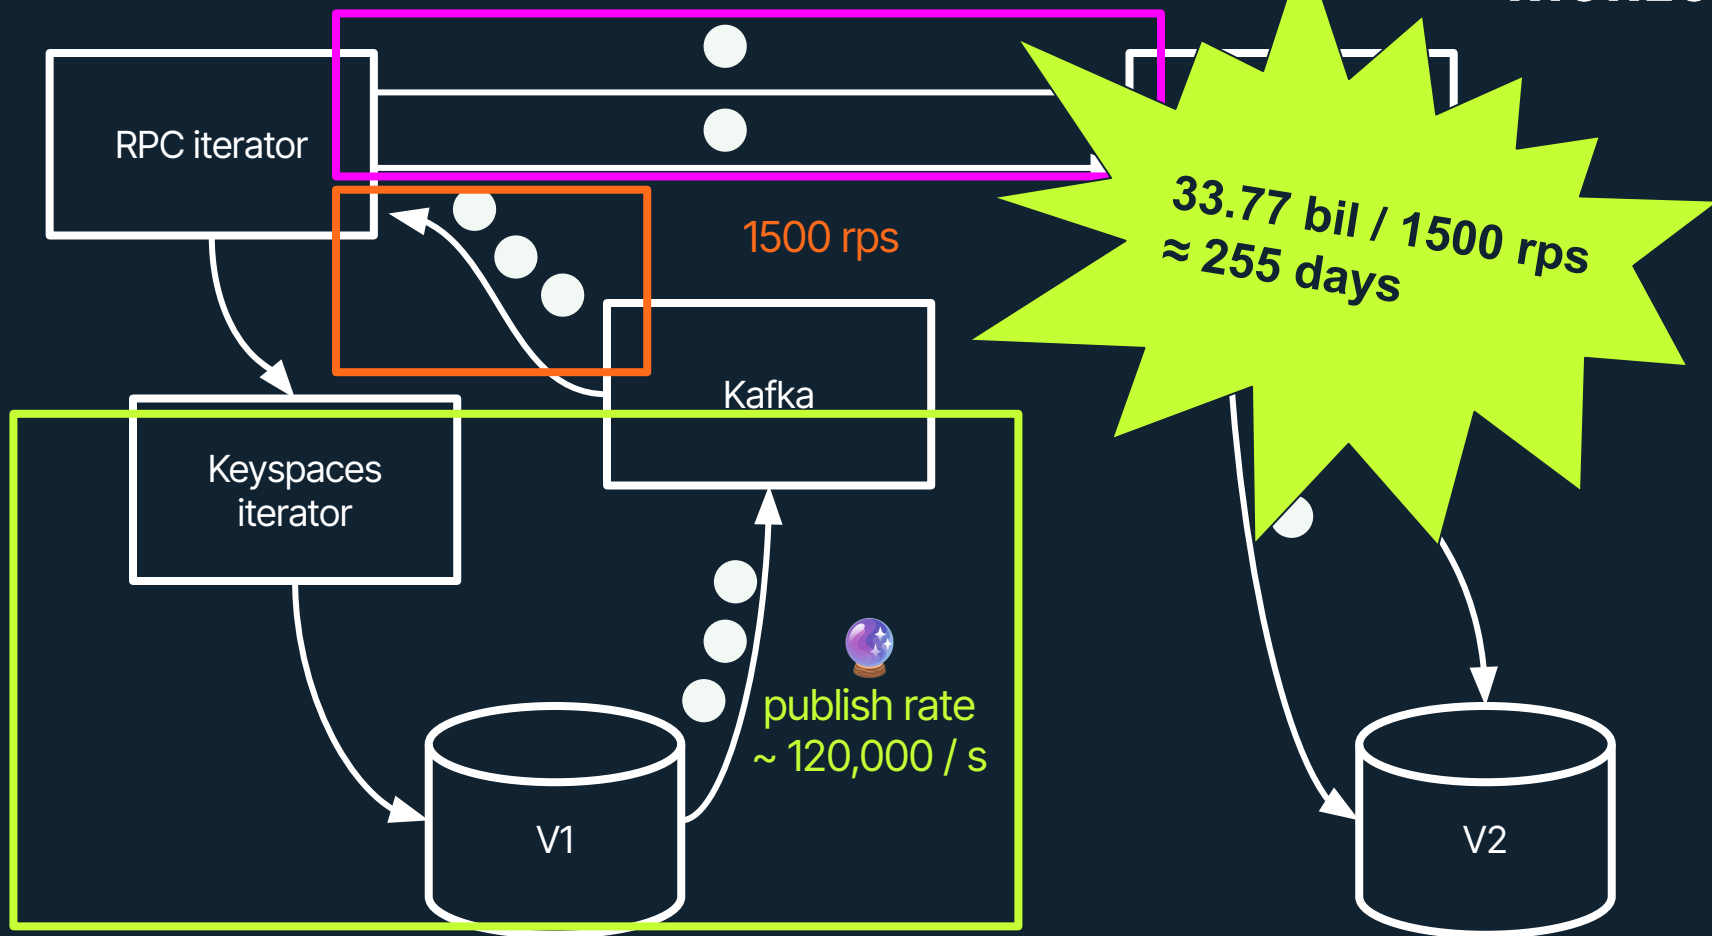 RPC iterator
1500 rps
33.77 bil / 1500 rps
≈ 255 days
Kafka
Keyspaces
iterator
publish rate
~ 120,000 / s
V1
V2